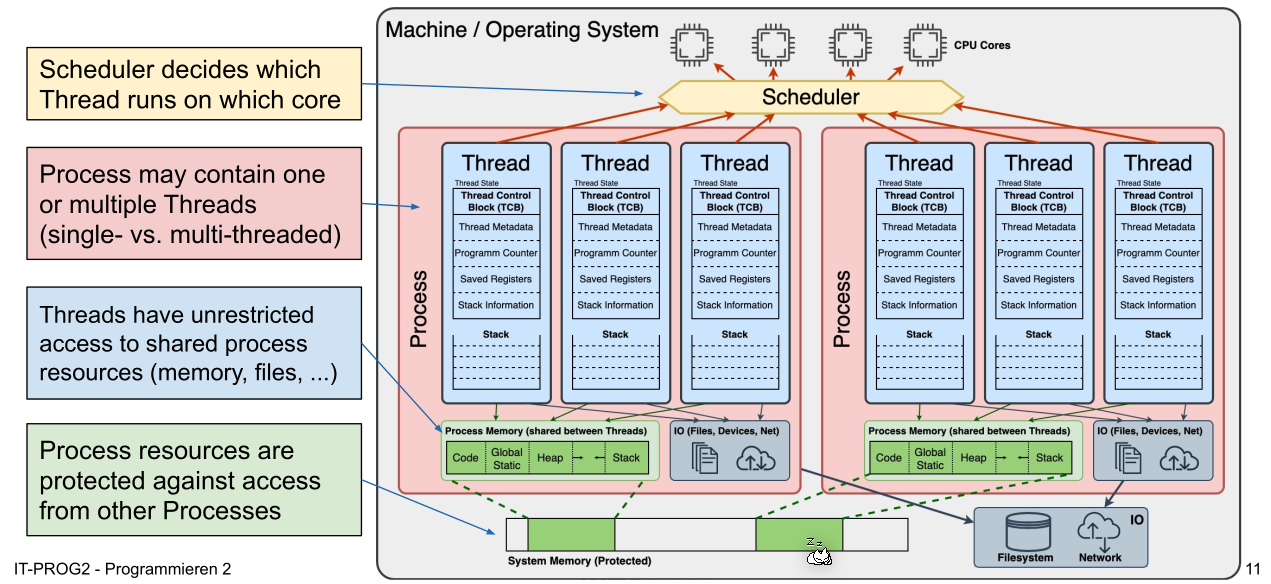 Machine / Operating System
CPU Cores
Scheduler decides which
Thread runs on which core
Scheduler
Process may contain one
or multiple Threads
(single- vs. multi-threaded)
Threads have unrestricted
access to shared process
resources (memory, files, ...)
Process resources are
protected against access
from other Processes
Process
Thread
Thread State
Thread Control
Block (TCB)
Thread Metadata
Programm Counter
Saved Registers
Stack Information
Stack
Thread
Thread State
Thread Control
Block (TCB)
Thread Metadata
Programm Counter
Saved Registers
Stack Information
Stack
Thread
Thread State
Thread Control
Block (TCB)
Thread Metadata
Programm Counter
Saved Registers
Stack Information
Stack
Process Memory (shared between Threads)
Code
Global
Static
Heap
Stack
IO (Files, Devices, Net)
Process
Thread
Thread State
Thread Control
Block (TCB)
Thread Metadata
Programm Counter
Saved Registers
Stack Information
Stack
Thread
Thread State
Thread Control
Block (TCB)
Thread Metadata
Programm Counter
Saved Registers
Stack Information
Stack
Thread
Thread State
Thread Control
Block (TCB)
Thread Metadata
Programm Counter
Saved Registers
Stack Information
Stack
Process Memory (shared between Threads)
Code
Global
Static
Heap
Stack
IO (Files, Devices, Net)
z z
System Memory (Protected)
IO
Filesystem
Network
IT-PROG2 - Programmieren 2
11